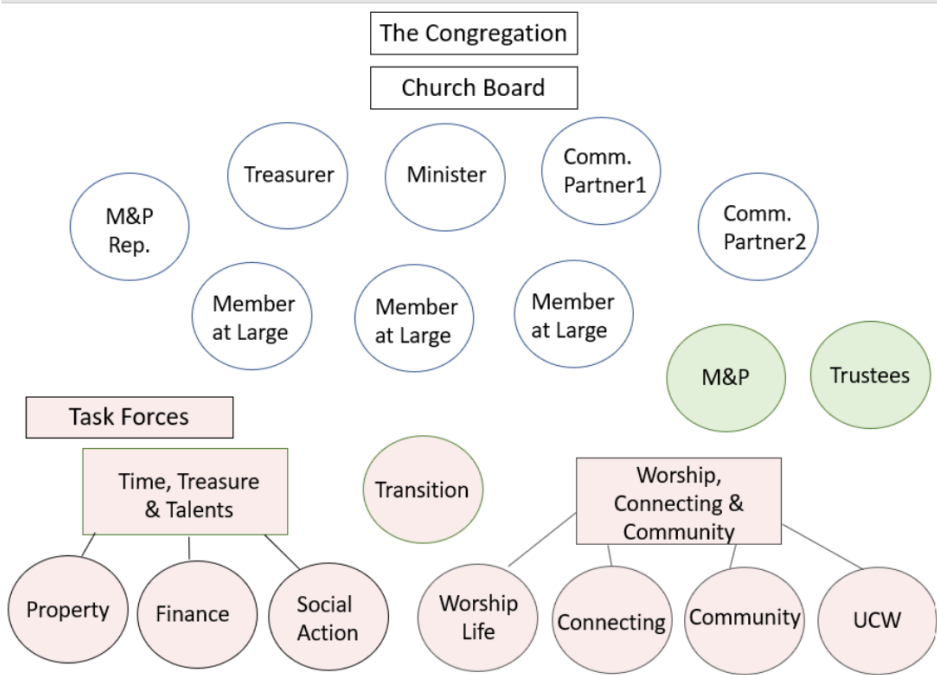 The Congregation
Church Board
Treasurer
Minister
Comm.
Partner1
M&P
Rep.
Comm.
Partner2
Member
at Large
Member
at Large
Member
at Large
M&P
Trustees
Task Forces
Time, Treasure
& Talents
Transition
Worship,
Connecting &
Community
Property
Finance
Social
Action
Worship
Life
Connecting
Community
UCW